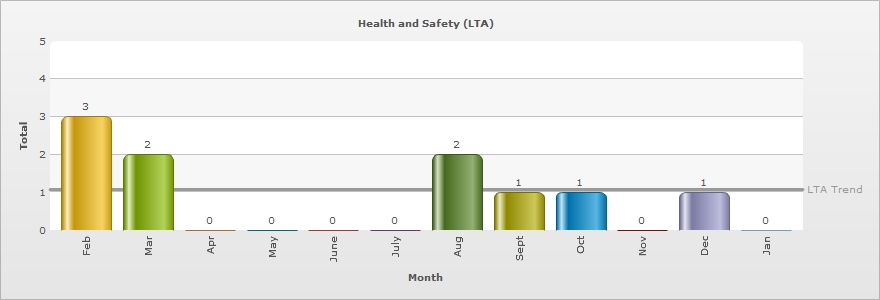 Health and Safety (LTA)
Total
5
4
3
2
1
0
3
2
0
0
0
0
2
1
1
0
1
0
LTA Trend
Feb
Mar
Apr
May
June
July
Aug
Sept
Oct
Nov
Dec
Jan
Month